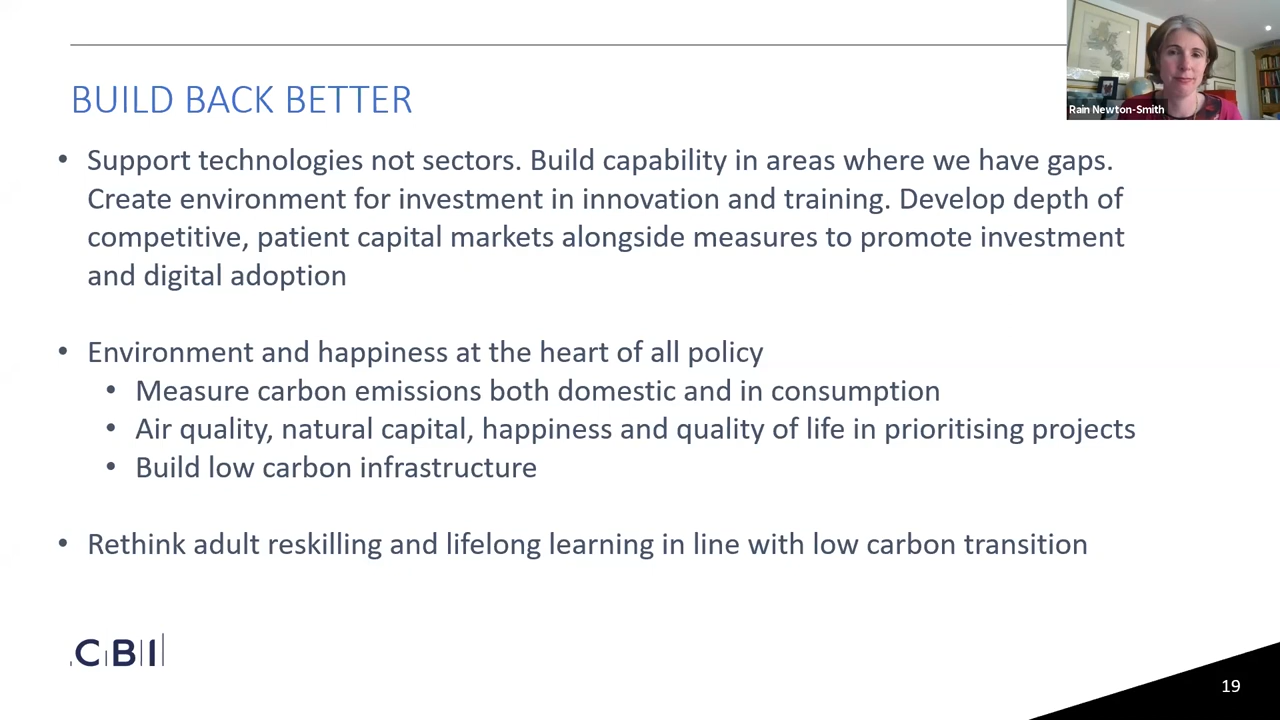 Rain Newton-Smith
BUILD BACK BETTER
• Support technologies not sectors. Build capability in areas where we have gaps.
Create environment for investment in innovation and training. Develop depth of
competitive, patient capital markets alongside measures to promote investment
and digital adoption
• Environment and happiness at the heart of all policy
• Measure carbon emissions both domestic and in consumption
• Air quality, natural capital, happiness and quality of life in prioritising projects
• Build low carbon infrastructure
• Rethink adult reskilling and lifelong learning in line with low carbon transition
CBI
19